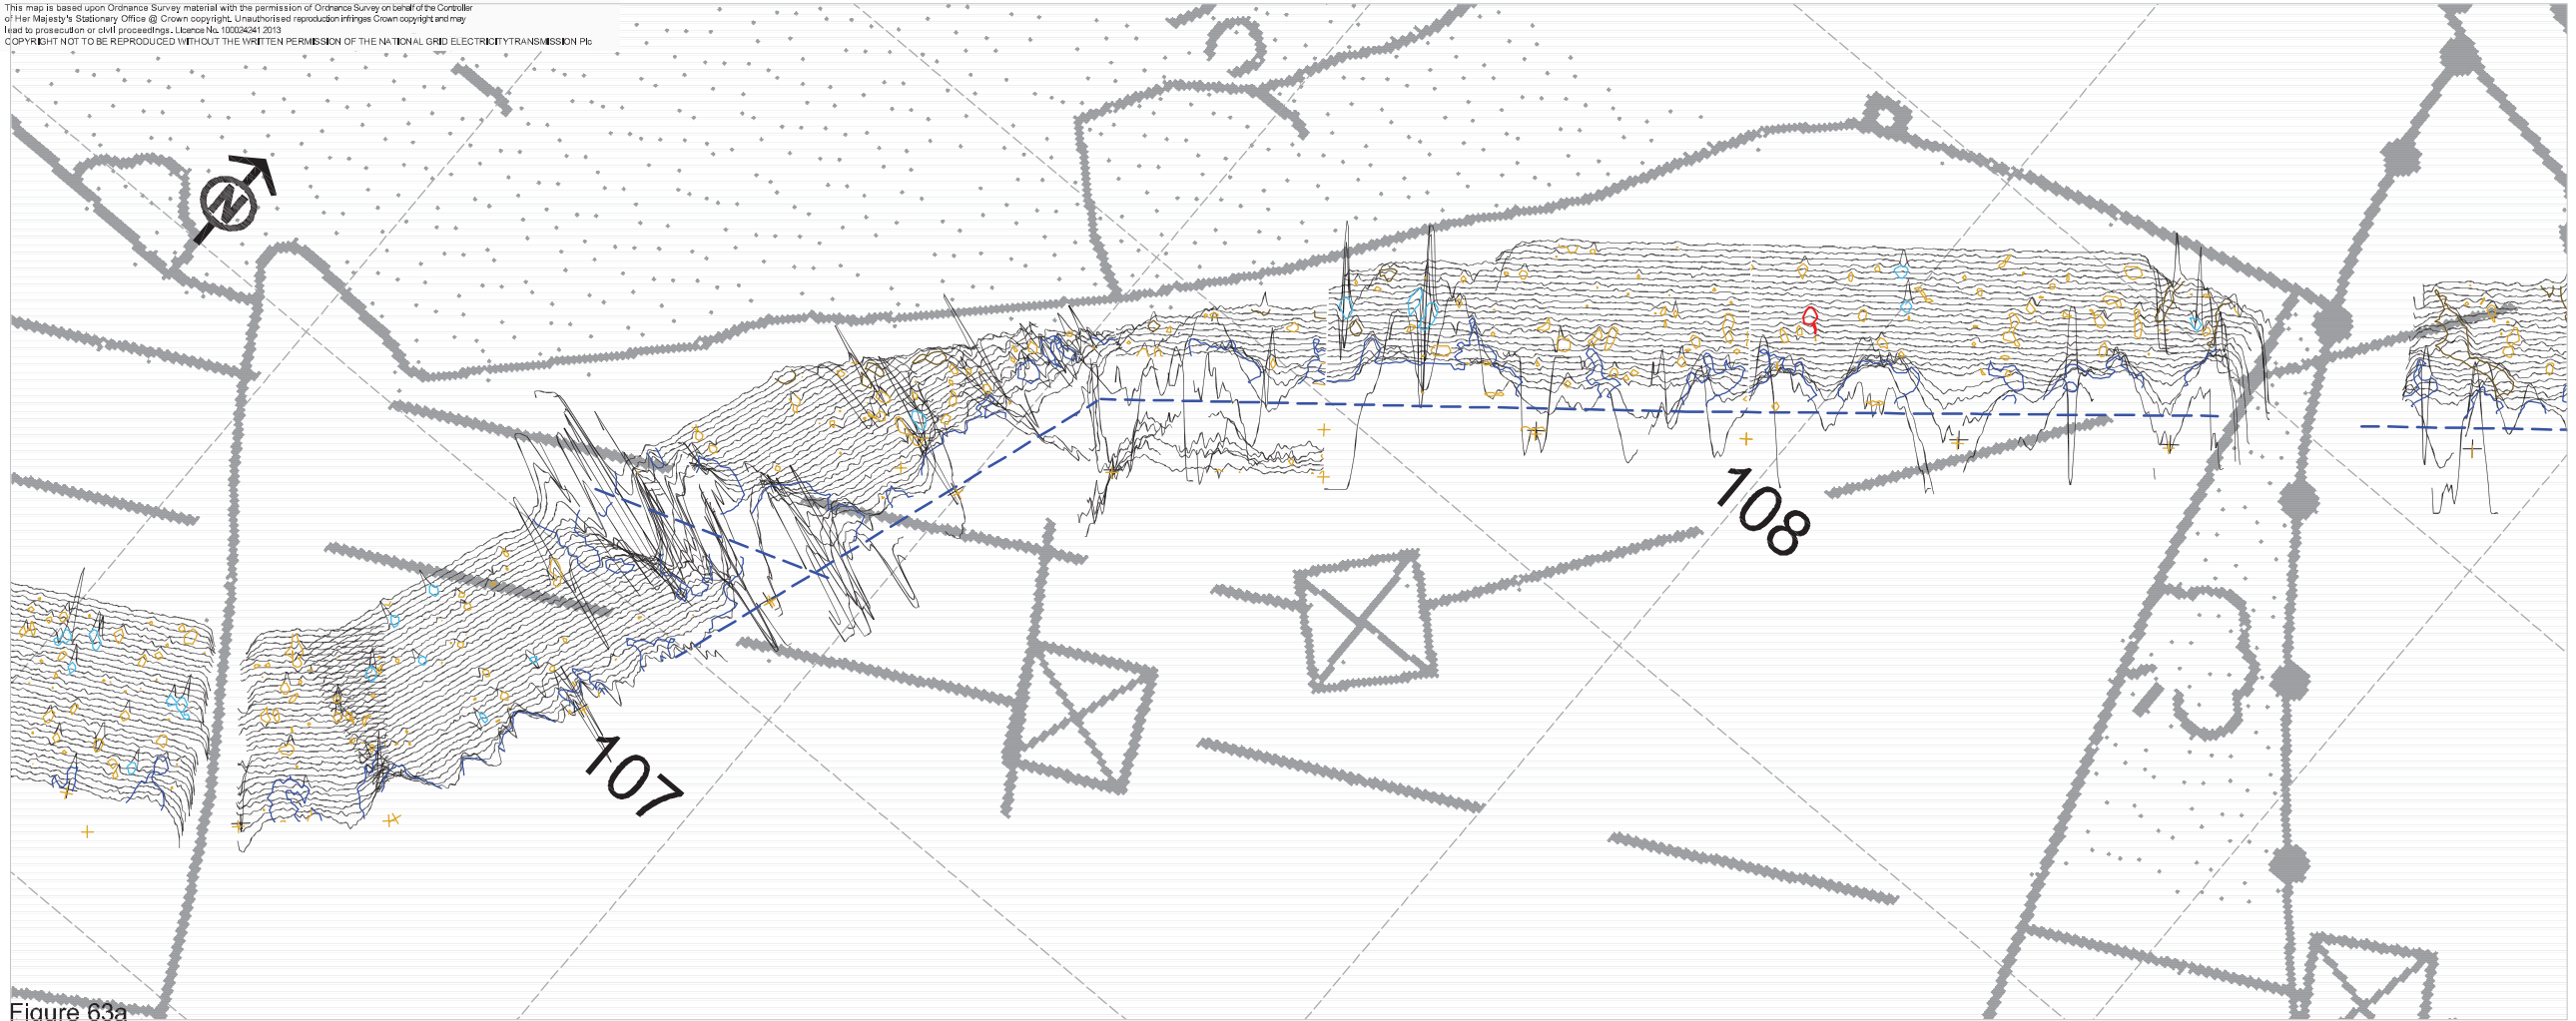 This map is based upon Ordnance Survey material with the permission of Ordnance Survey on behalf of the Controller
of Her Majesty's Stationary Office @ Crown copyright. Unauthorised reproduction infringes Crown copyright and may
lead to prosecution or civil proceedings. Licence No. 100024241 2013
COPYRIGHT NOT TO BE REPRODUCED WITHOUT THE WRITTEN PERMISSION OF THE NATIONAL GRID ELECTRICITYTRANSMISSION Plc
N
108
107
Figure 63a